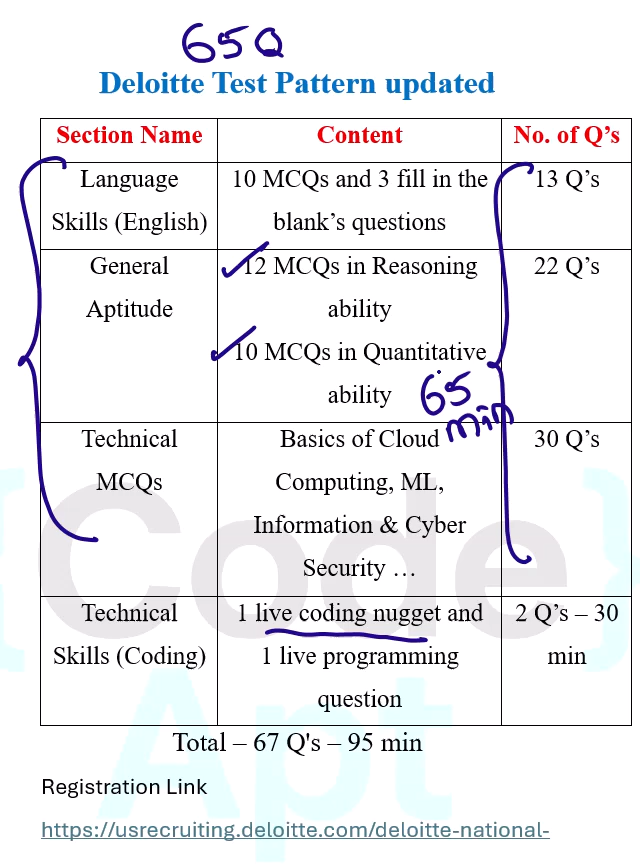 65Q
Deloitte Test Pattern updated
Section Name Content No. of Q’s
Language 10 MCQs and 3 fill in the 13 Q’s
Skills (English) blank’s questions
General 12 MCQs in Reasoning 22 Q’s
Aptitude ability
10 MCQs in Quantitative
ability 65
min
Technical Basics of Cloud 30 Q’s
MCQs Computing, ML,
Information & Cyber
Security …
Technical 1 live coding nugget and 2 Q’s – 30
Skills (Coding) 1 live programming min
question
Total – 67 Q's – 95 min
Registration Link
https://usrecruiting.deloitte.com/deloitte-national-
{Code}
Apt